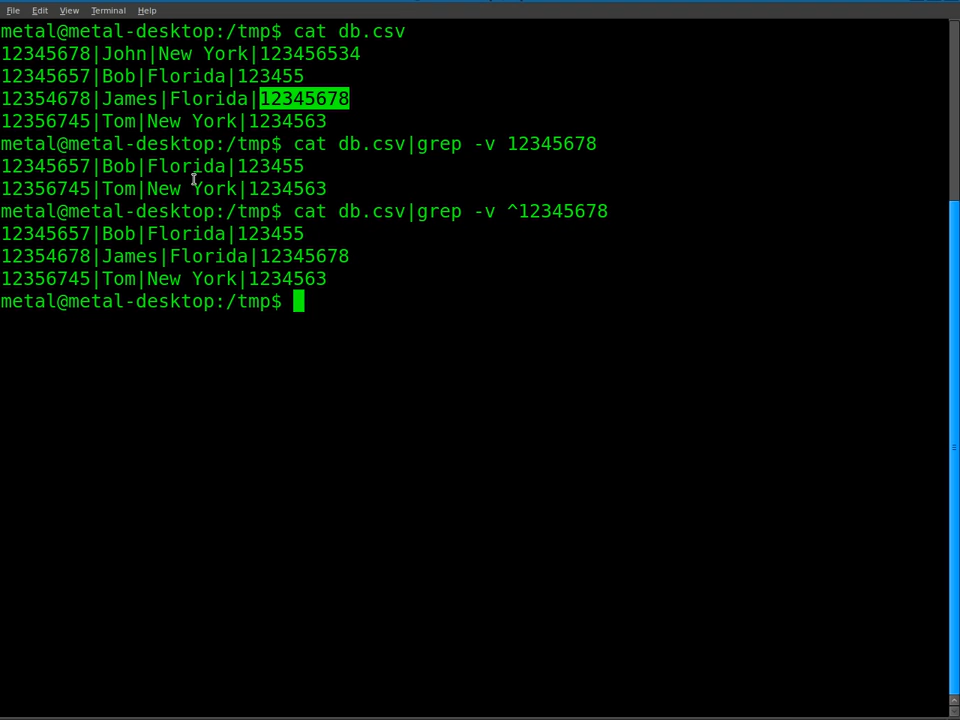 File Edit View Terminal Help
metal@metal-desktop:/tmp$ cat db.csv
12345678|John|New York|123456534
12345657|Bob|Florida|123455
12354678|James|Florida|12345678
12356745|Tom|New York|1234563
metal@metal-desktop:/tmp$ cat db.csv|grep -v 12345678
12345657|Bob|Florida|123455
12356745|Tom|New York|1234563
metal@metal-desktop:/tmp$ cat db.csv|grep -v ^12345678
12345657|Bob|Florida|123455
12354678|James|Florida|12345678
12356745|Tom|New York|1234563
metal@metal-desktop:/tmp$